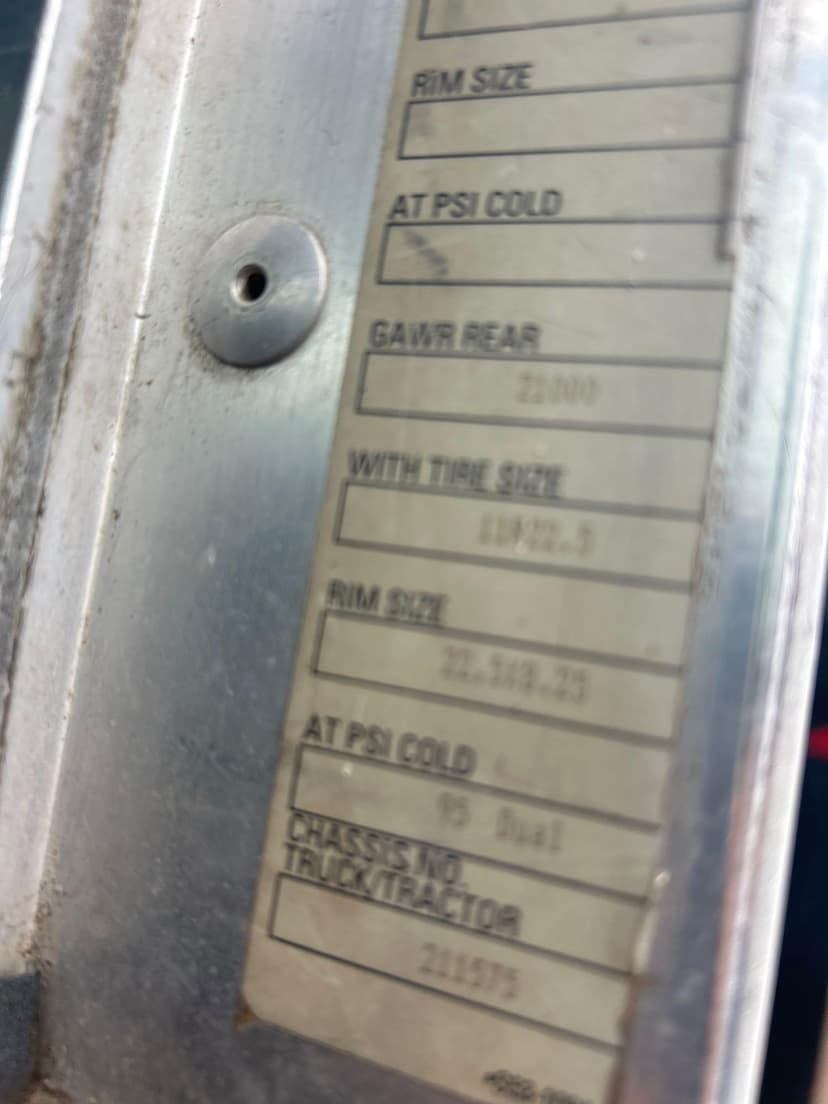 RIM SIZE
AT PSI COLD
GAWR REAR
21000
WITH TIRE SIZE
11R22.5
RIM SIZE
22.5X8.25
AT PSI COLD
95 Dual
CHASSIS NO.
TRUCK/TRACTOR
211575